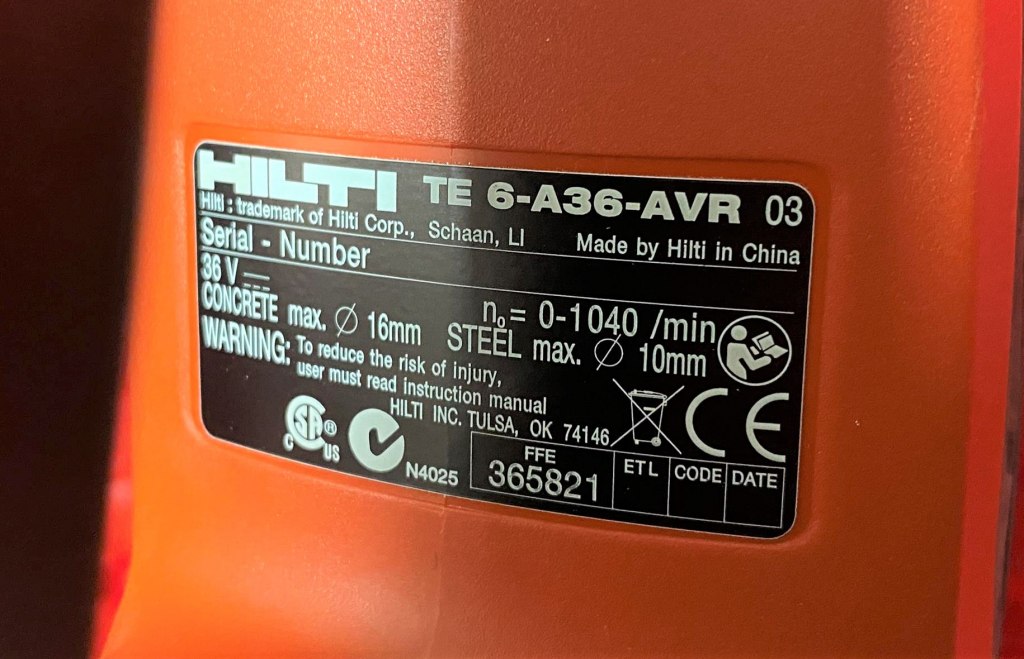 HILTI TE 6-A36-AVR 03
Hilti : trademark of Hilti Corp., Schaan, LI Made by Hilti in China
Serial - Number
36 V n₀= 0-1040 /min
CONCRETE max. ∅ 16mm STEEL max. ∅ 10mm
WARNING: To reduce the risk of injury,
user must read instruction manual
HILTI INC. TULSA, OK 74146
C SA® US N4025
FFE ETL CODE DATE
365821
CE